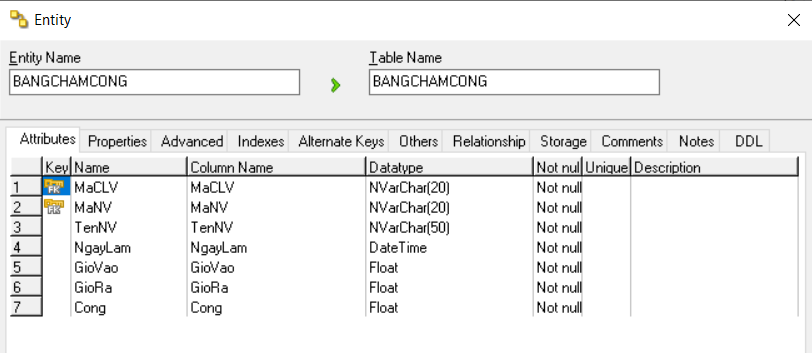 Entity
Entity Name Table Name
BANGCHAMCONG BANGCHAMCONG
Attributes Properties Advanced Indexes Alternate Keys Others Relationship Storage Comments Notes DDL
Key Name Column Name Datatype Not nul Unique Description
1 FK MaCLV MaCLV NVarChar(20) Not null
2 FK MaNV MaNV NVarChar(20) Not null
3 TenNV TenNV NVarChar(50) Not null
4 NgayLam NgayLam DateTime Not null
5 GioVao GioVao Float Not null
6 GioRa GioRa Float Not null
7 Cong Cong Float Not null